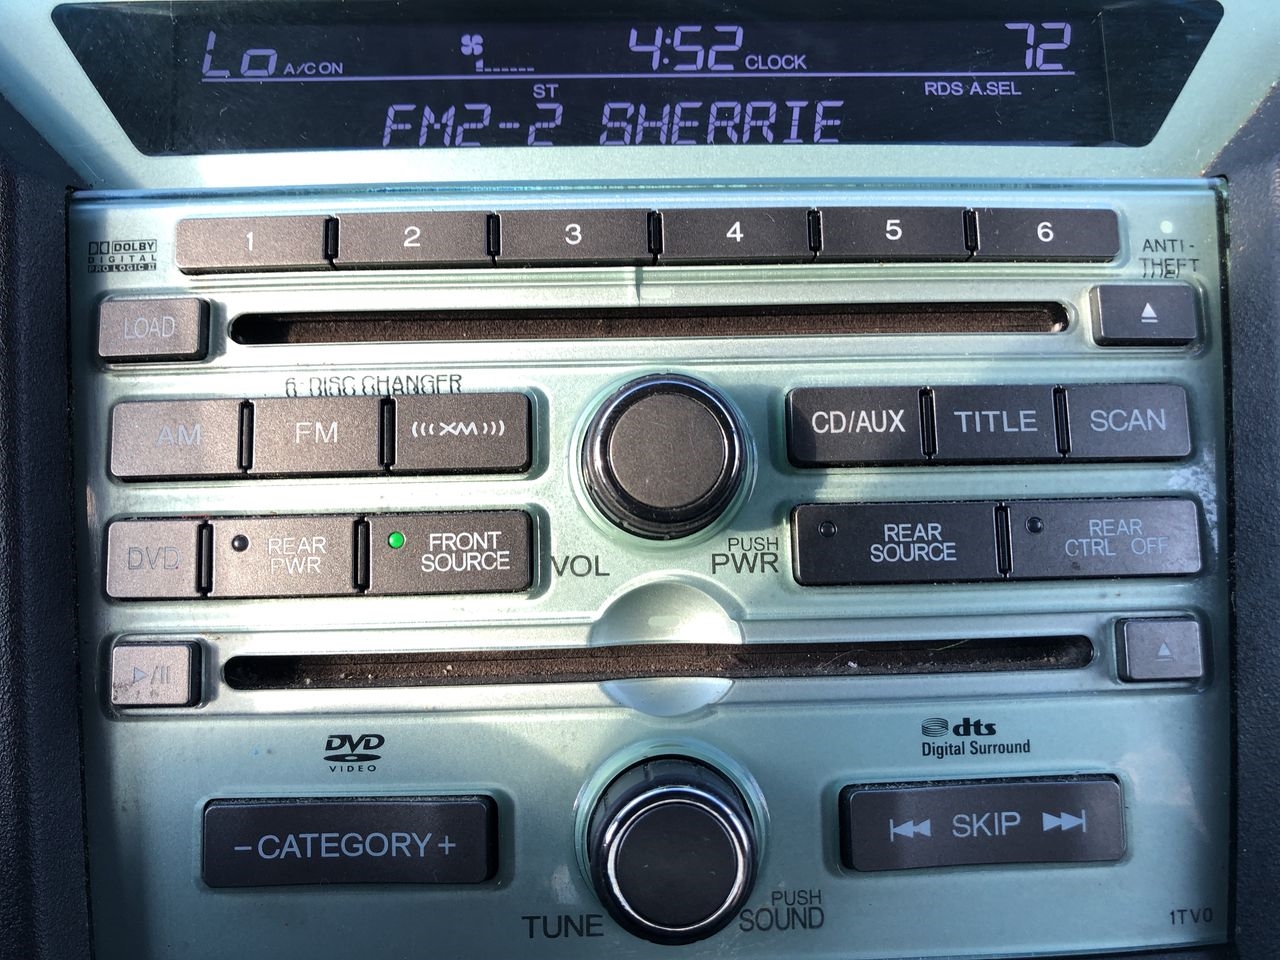 Lo A/C ON 4:52 CLOCK 72
ST RDS A.SEL
FM2-2 SHERRIE
1 2 3 4 5 6
DOLBY
DIGITAL
PRO LOGIC II
ANTI-
THEFT
LOAD
6-DISC CHANGER
AM FM (((XM))) CD/AUX TITLE SCAN
DVD REAR PWR FRONT SOURCE REAR SOURCE REAR CTRL OFF
VOL PUSH PWR
▷/II
DVD
VIDEO
dts
Digital Surround
- CATEGORY + SKIP
TUNE PUSH SOUND
1TV0